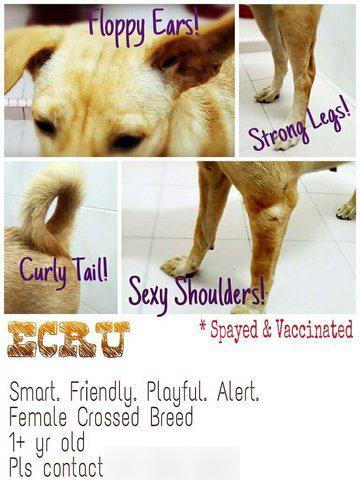 Floppy Ears!
Strong Legs!
Curly Tail!
Sexy Shoulders!
ECRU
* Spayed & Vaccinated
Smart. Friendly. Playful. Alert.
Female Crossed Breed
1+ yr old
Pls contact